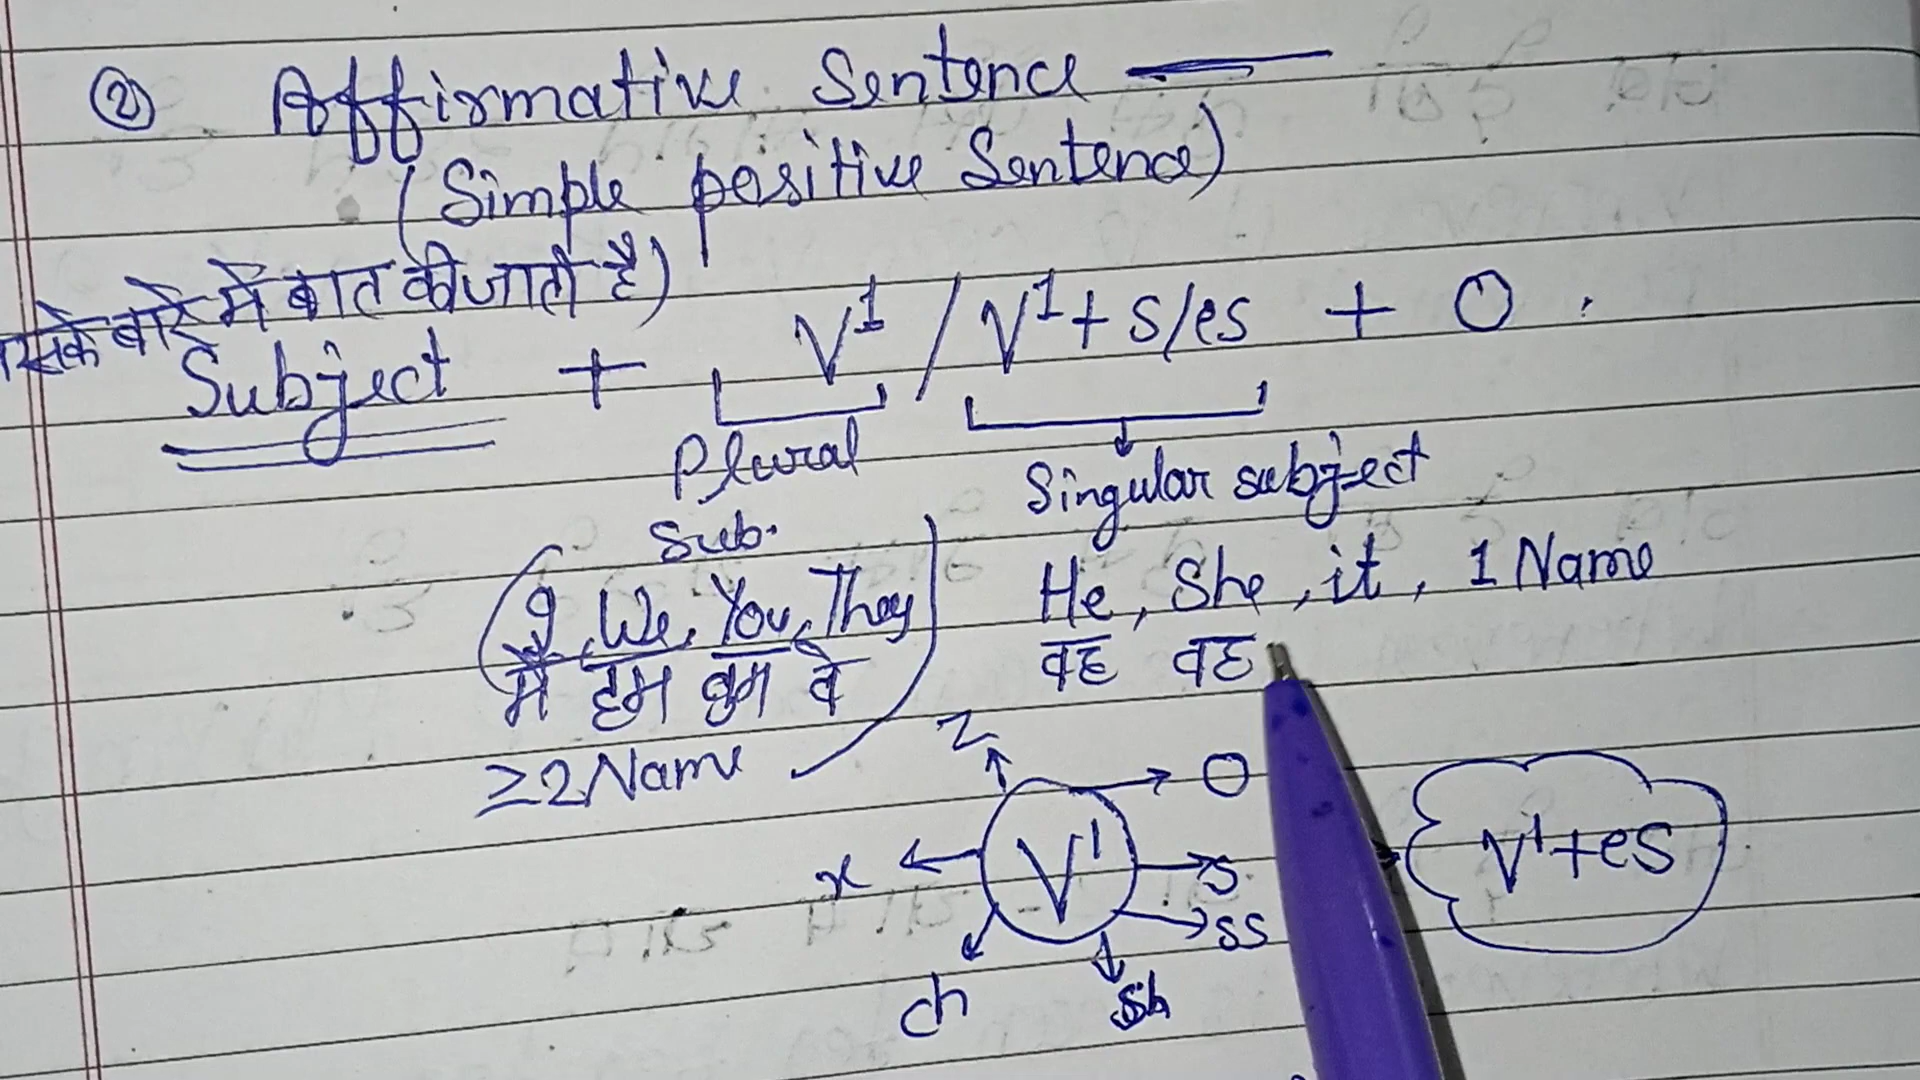 ② Affirmative Sentence
(Simple positive Sentence)
के बारे में बात की जाती है)
Subject + V¹ / V¹ + s/es + O .
Plural Sub.
Singular subject
I, We, You, They
मैं हम तुम वे
≥2 Name
He, She, it, 1 Name
वह वह
V¹
z
O
x
s
ss
ch
sh
V¹+es